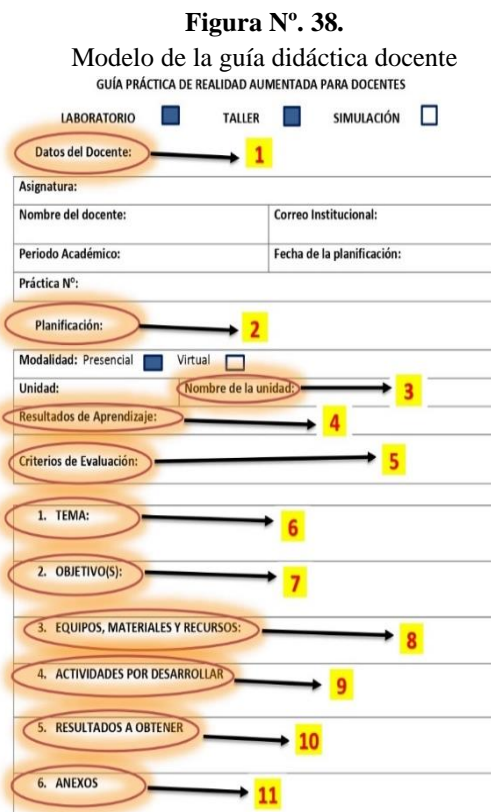 Figura Nº. 38.
Modelo de la guía didáctica docente
GUÍA PRÁCTICA DE REALIDAD AUMENTADA PARA DOCENTES
LABORATORIO TALLER SIMULACIÓN
Datos del Docente: 1
Asignatura:
Nombre del docente: Correo Institucional:
Periodo Académico: Fecha de la planificación:
Práctica Nº:
Planificación: 2
Modalidad: Presencial Virtual
Unidad: Nombre de la unidad: 3
Resultados de Aprendizaje: 4
Criterios de Evaluación: 5
1. TEMA: 6
2. OBJETIVO(S): 7
3. EQUIPOS, MATERIALES Y RECURSOS: 8
4. ACTIVIDADES POR DESARROLLAR 9
5. RESULTADOS A OBTENER 10
6. ANEXOS 11